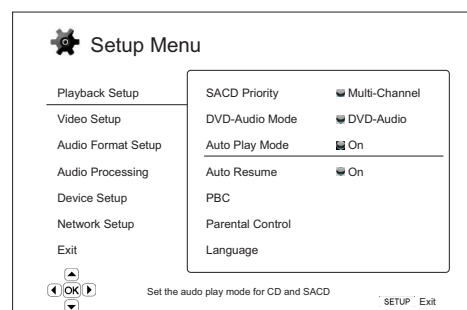 Setup Menu
Playback Setup
Video Setup
Audio Format Setup
Audio Processing
Device Setup
Network Setup
Exit
SACD Priority Multi-Channel
DVD-Audio Mode DVD-Audio
Auto Play Mode On
Auto Resume On
PBC
Parental Control
Language
OK
Set the audo play mode for CD and SACD
SETUP Exit